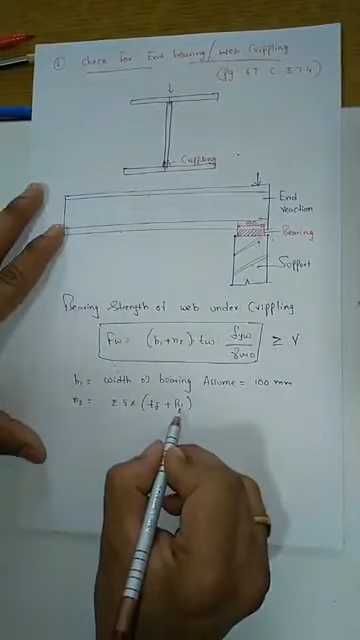 ⑥ Check for End bearing / Web Crippling
(Pg 67 C 8.7.4)
Crippling
End
reaction
100
Bearing
Support
Bearing Strength of web under Crippling
Fw = (b1+n2) · tw · fyw/γmo ≥ V
b1 = width of bearing Assume = 100 mm
n2 = 2.5 × (tf + R1)